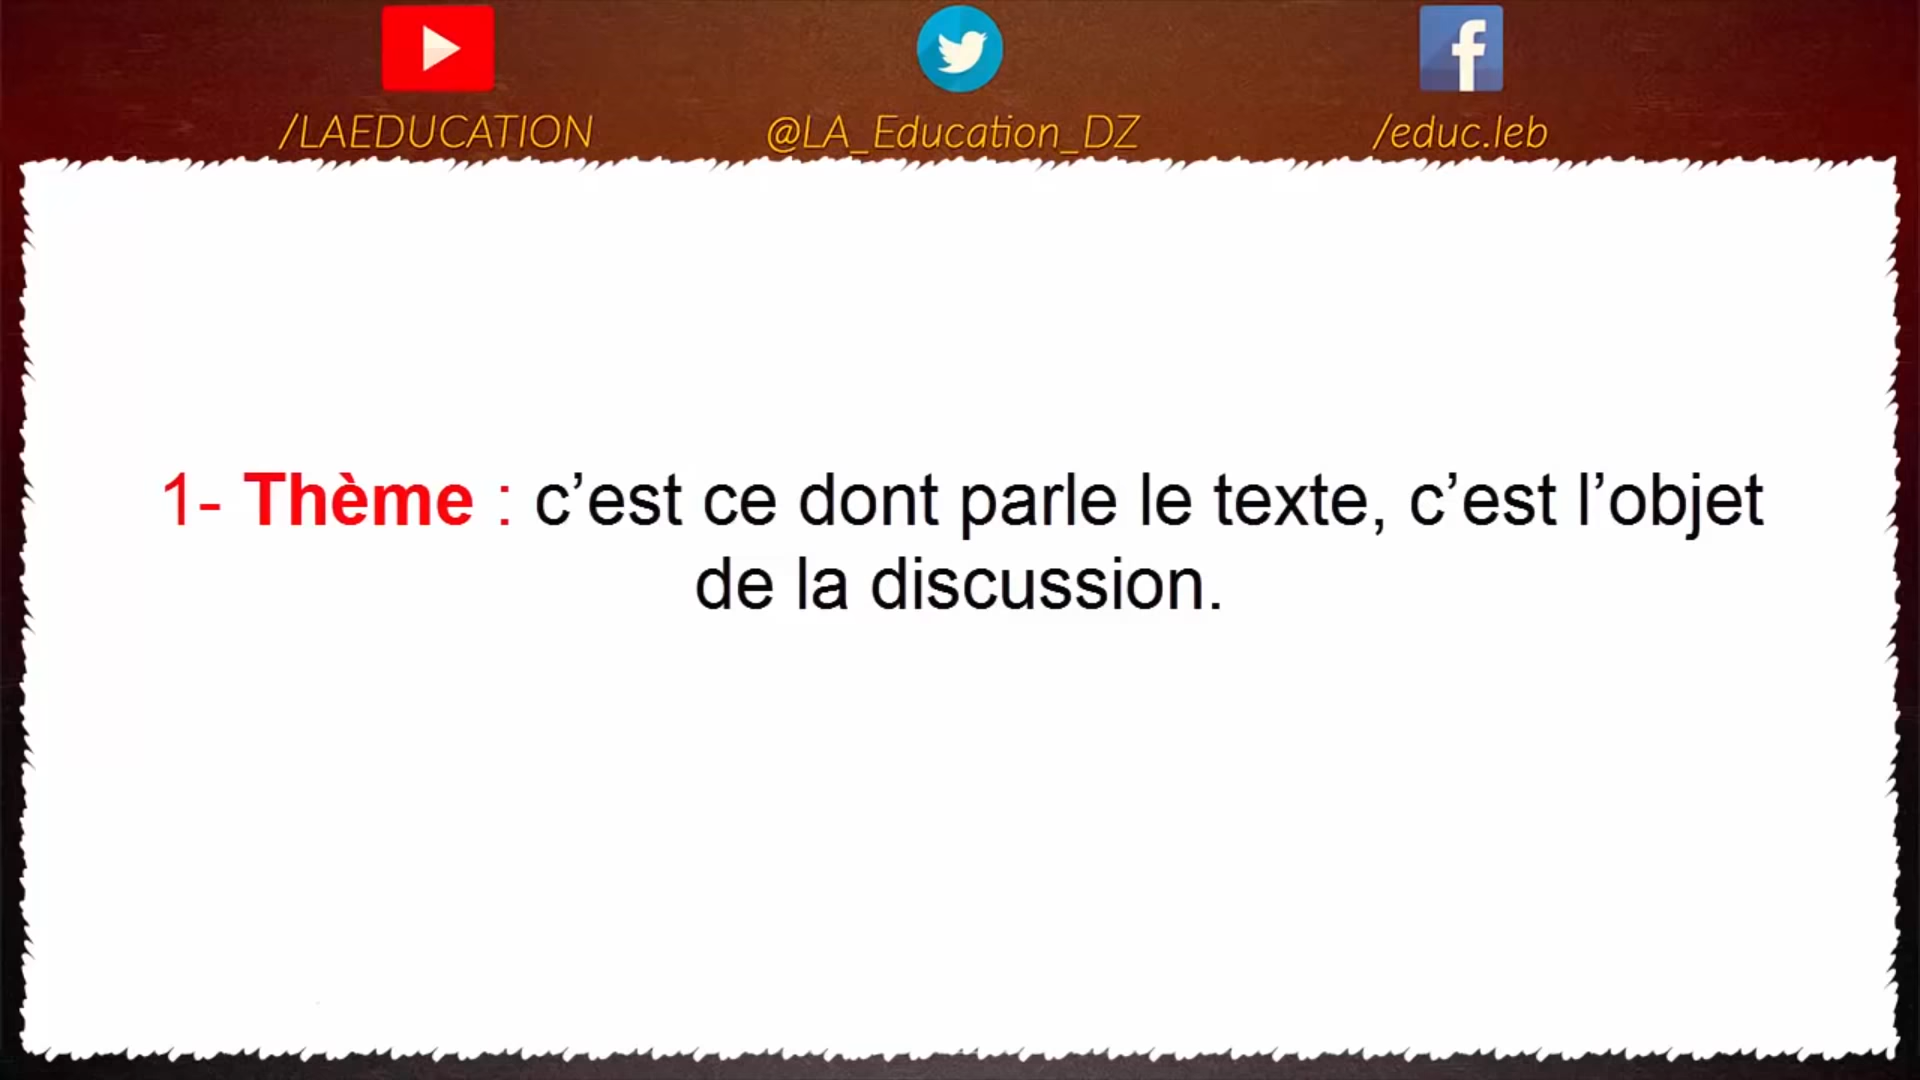 /LAEDUCATION
@LA_Education_DZ
/educ.leb
1- Thème : c’est ce dont parle le texte, c’est l’objet
de la discussion.